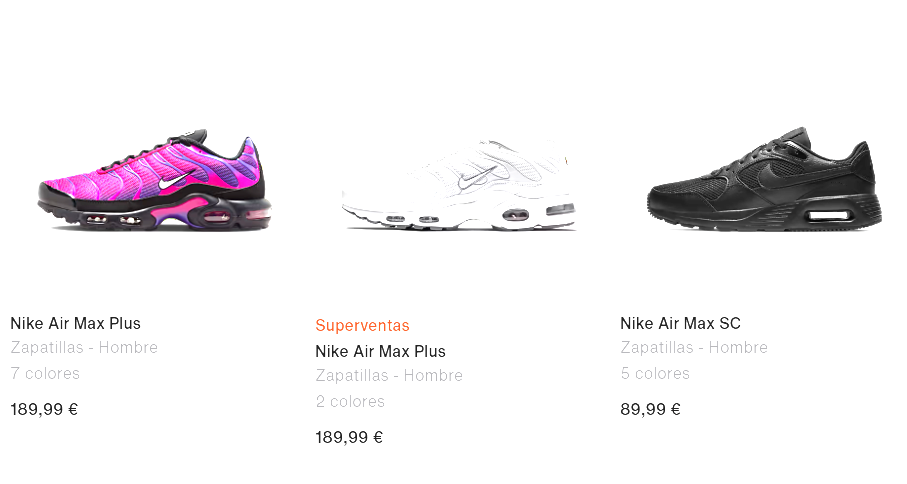 Nike Air Max Plus
Zapatillas - Hombre
7 colores
189,99 €
Superventas
Nike Air Max Plus
Zapatillas - Hombre
2 colores
189,99 €
Nike Air Max SC
Zapatillas - Hombre
5 colores
89,99 €